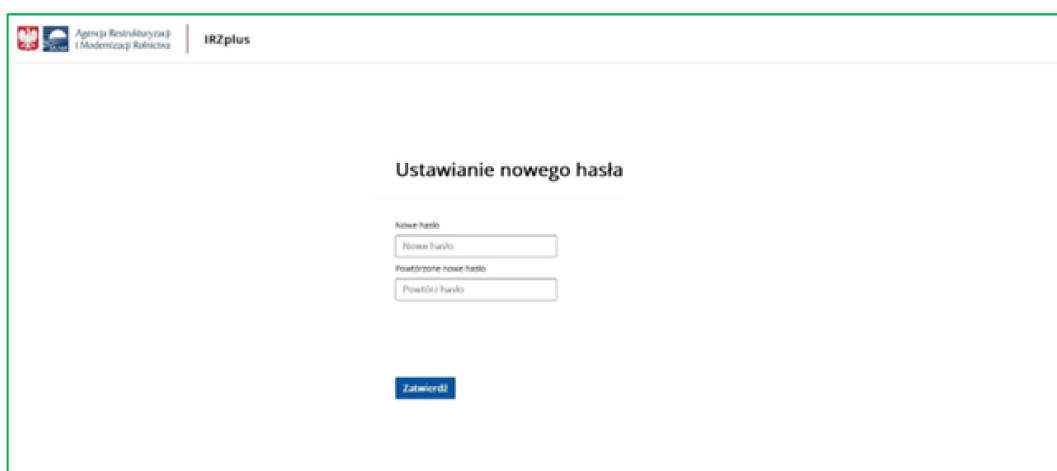 Agencja Restrukturyzacji
i Modernizacji Rolnictwa
IRZplus
Ustawianie nowego hasła
Nowe hasło
Nowe hasło
Powtórzone nowe hasło
Powtórz hasło
Zatwierdź